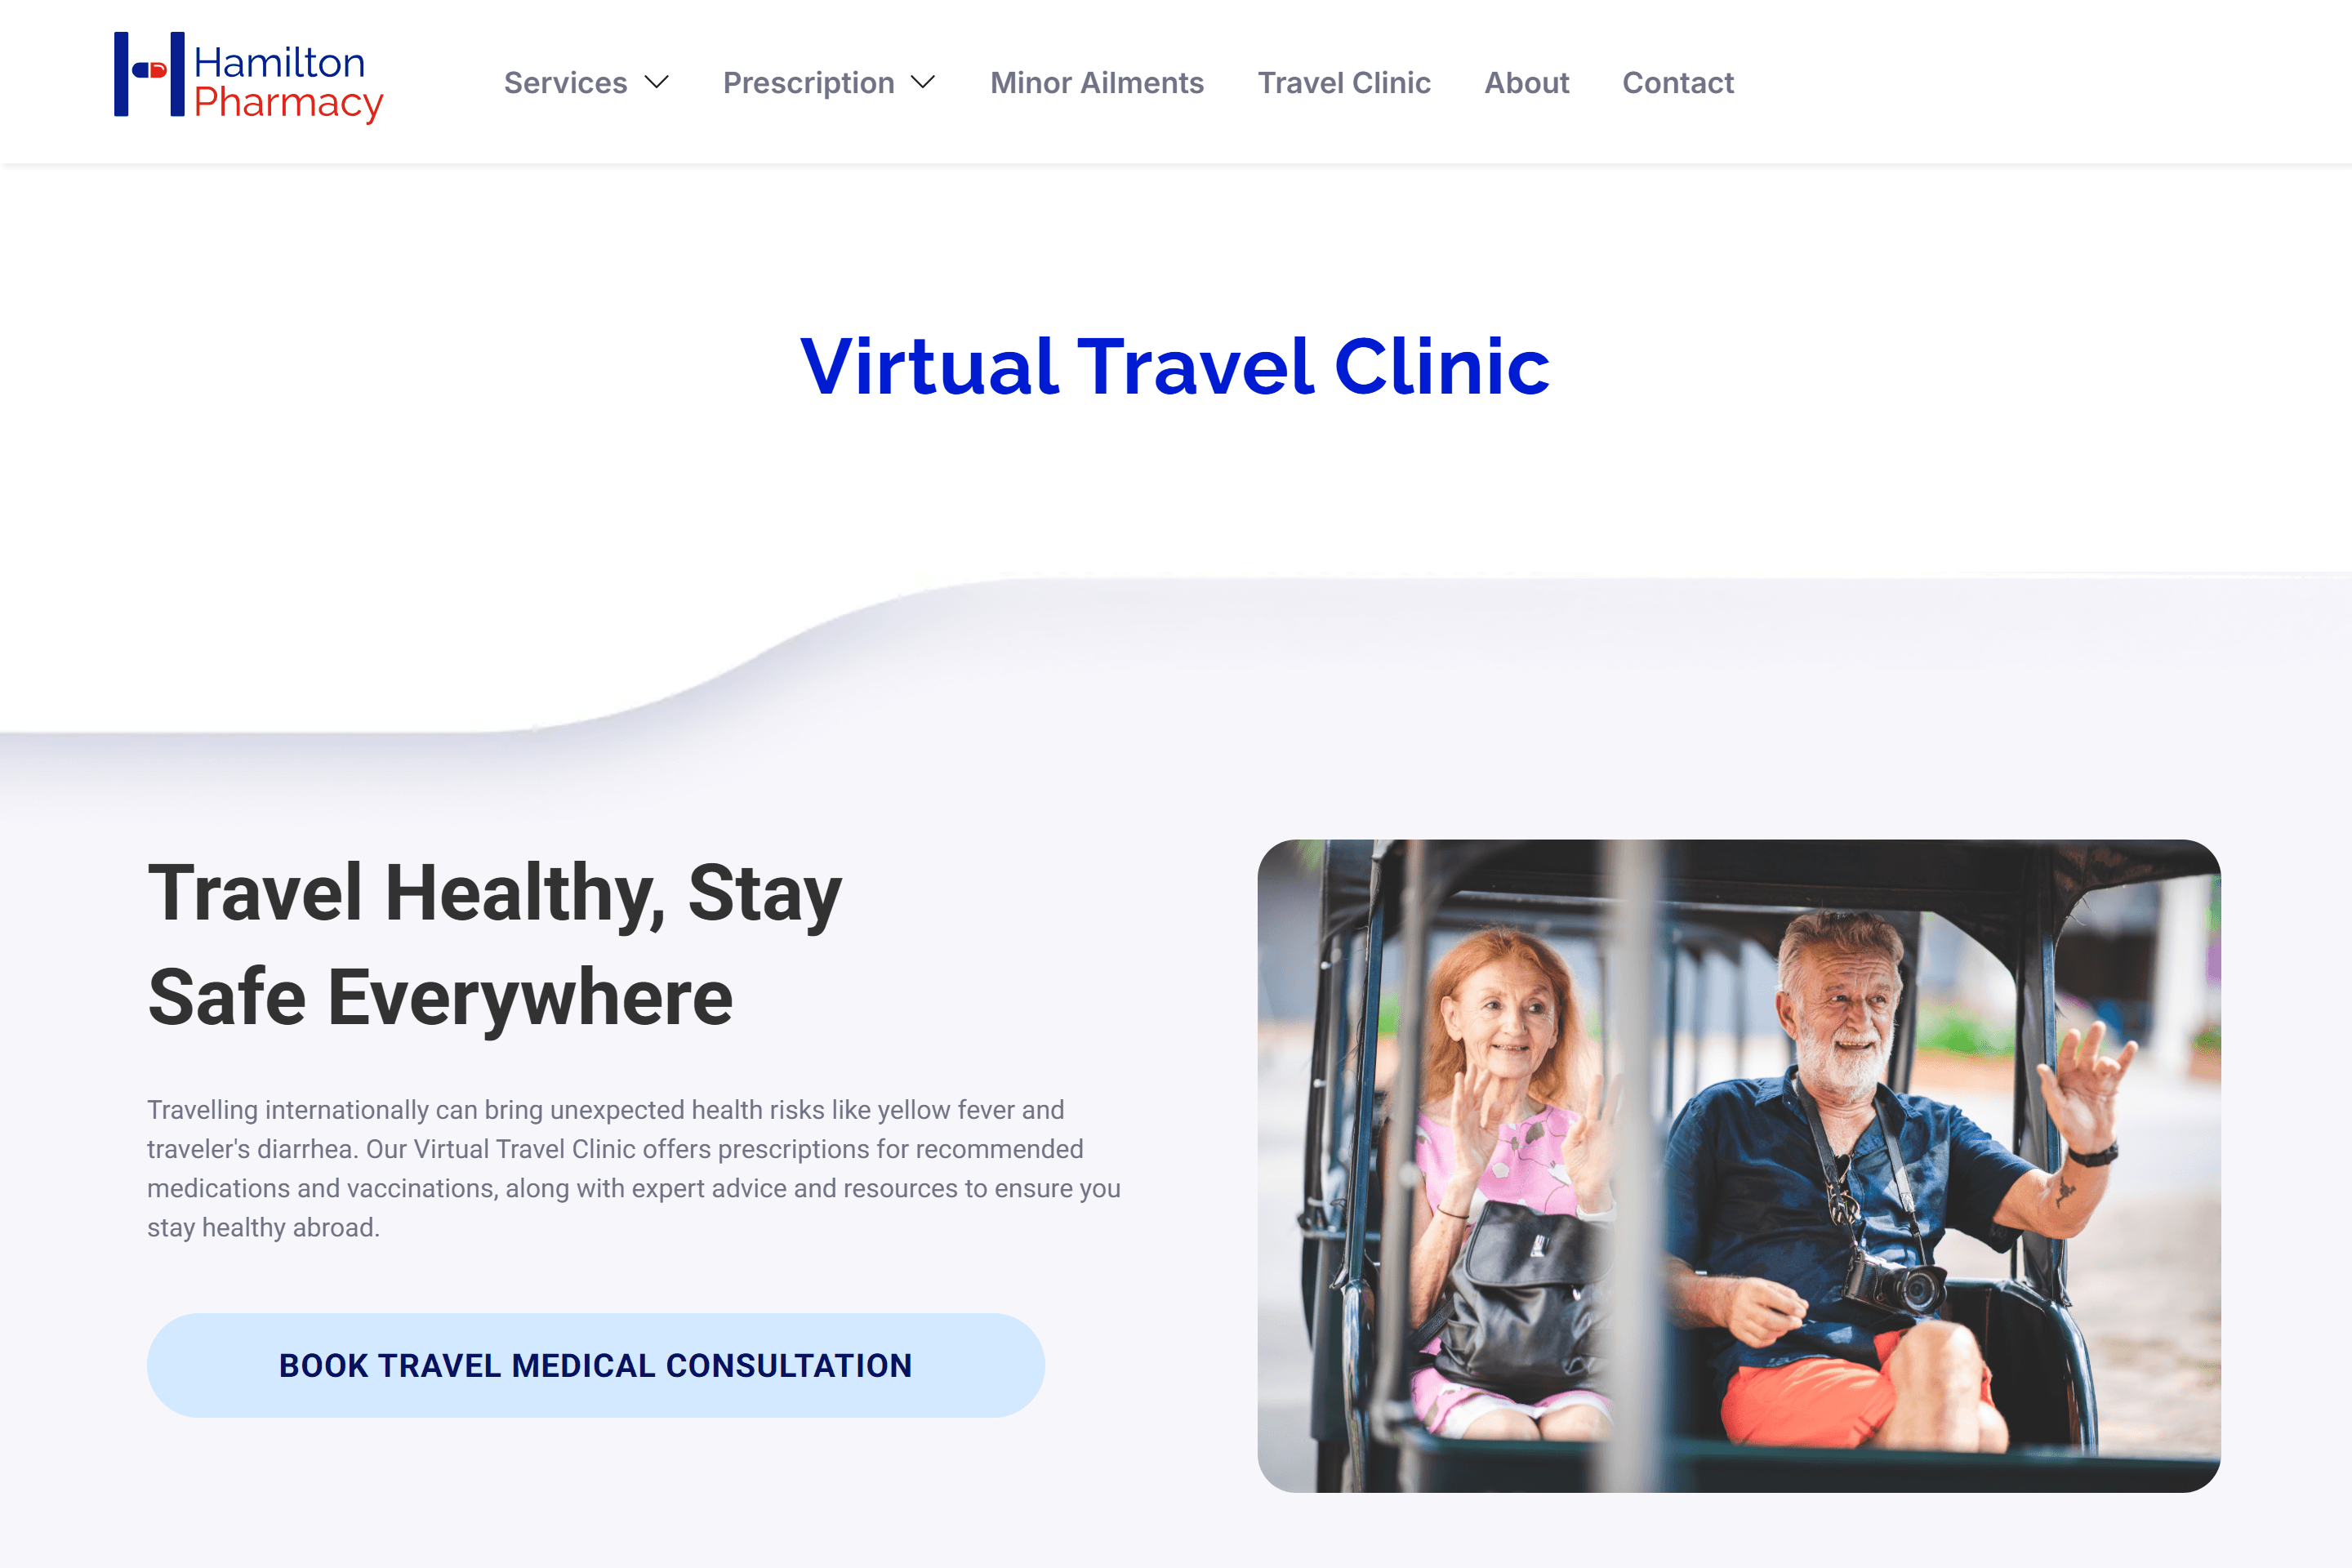 Hamilton
Pharmacy
Services
Prescription
Minor Ailments
Travel Clinic
About
Contact
Virtual Travel Clinic
Travel Healthy, Stay
Safe Everywhere
Travelling internationally can bring unexpected health risks like yellow fever and
traveler's diarrhea. Our Virtual Travel Clinic offers prescriptions for recommended
medications and vaccinations, along with expert advice and resources to ensure you
stay healthy abroad.
BOOK TRAVEL MEDICAL CONSULTATION